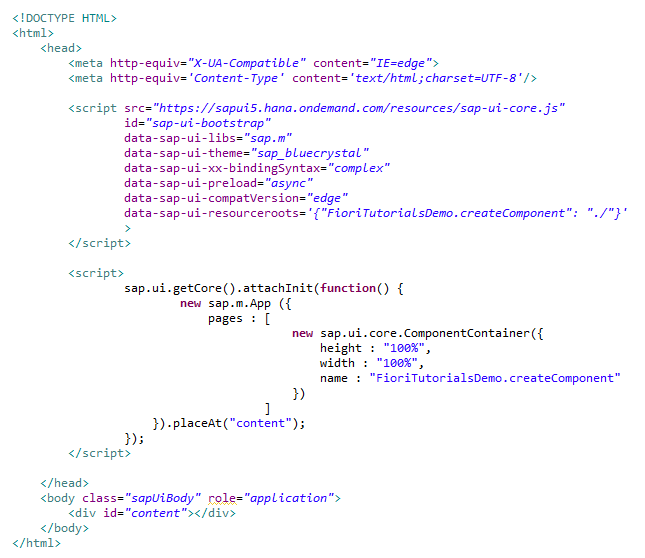 <!DOCTYPE HTML>
<html>
    <head>
        <meta http-equiv="X-UA-Compatible" content="IE=edge">
        <meta http-equiv='Content-Type' content='text/html;charset=UTF-8'/>

        <script src="https://sapui5.hana.ondemand.com/resources/sap-ui-core.js"
                id="sap-ui-bootstrap"
                data-sap-ui-libs="sap.m"
                data-sap-ui-theme="sap_bluecrystal"
                data-sap-ui-xx-bindingSyntax="complex"
                data-sap-ui-preload="async"
                data-sap-ui-compatVersion="edge"
                data-sap-ui-resourceroots='{"FioriTutorialsDemo.createComponent": "./"}'
                >
        </script>

        <script>
                sap.ui.getCore().attachInit(function() {
                        new sap.m.App ({
                            pages : [
                                        new sap.ui.core.ComponentContainer({
                                            height : "100%",
                                            width : "100%",
                                            name : "FioriTutorialsDemo.createComponent"
                                        })
                                    ]
                    }).placeAt("content");
                });
        </script>

    </head>
    <body class="sapUiBody" role="application">
        <div id="content"></div>
    </body>
</html>